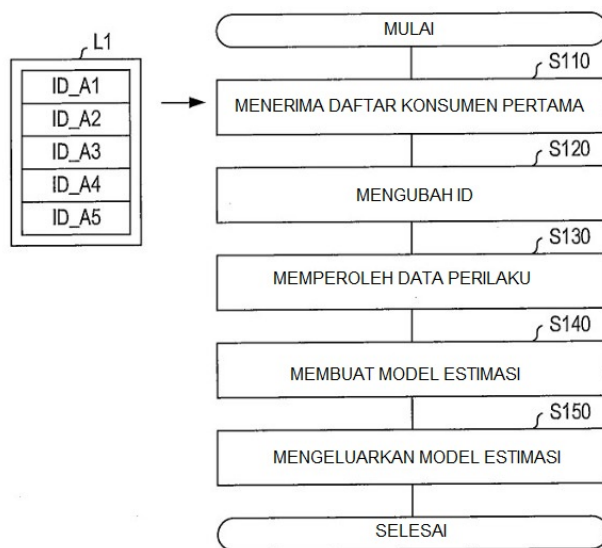 L1
ID_A1
ID_A2
ID_A3
ID_A4
ID_A5
MULAI
S110
MENERIMA DAFTAR KONSUMEN PERTAMA
S120
MENGUBAH ID
S130
MEMPEROLEH DATA PERILAKU
S140
MEMBUAT MODEL ESTIMASI
S150
MENGELUARKAN MODEL ESTIMASI
SELESAI